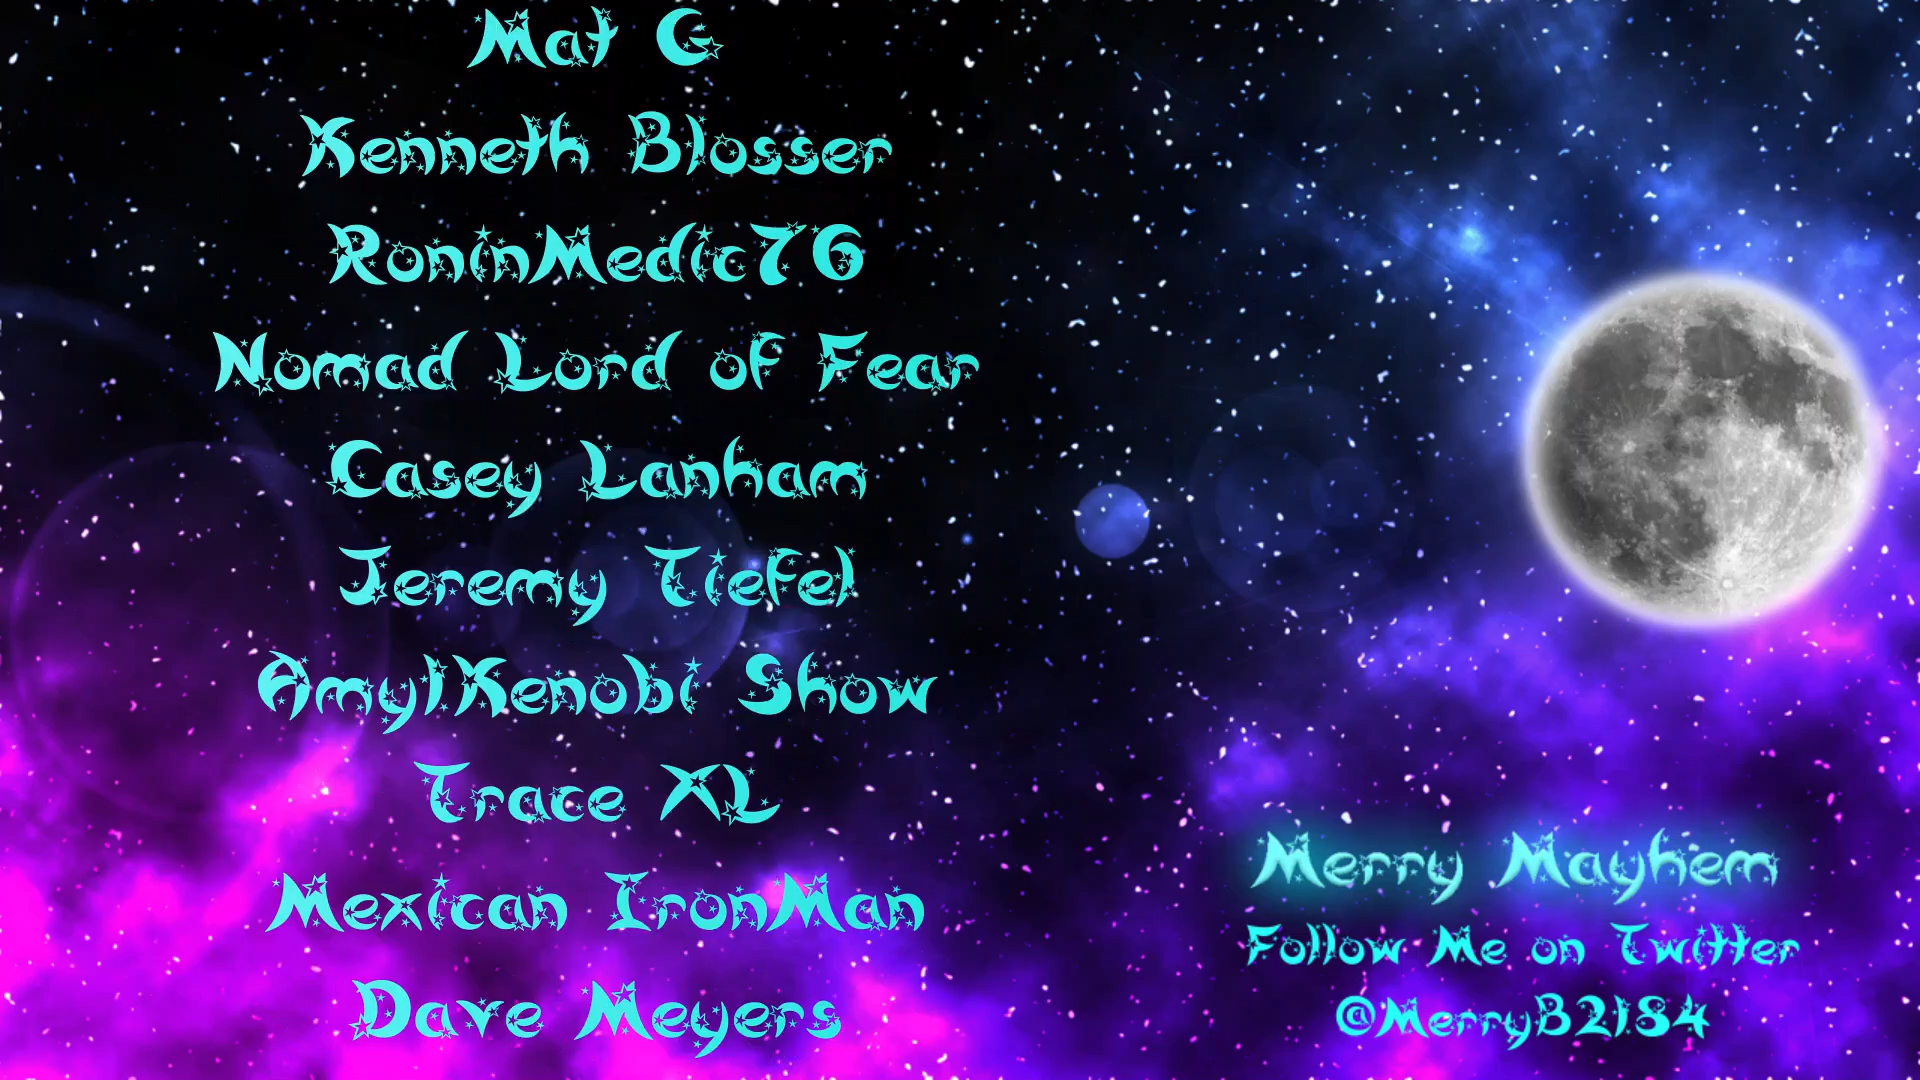 Mat G
Kenneth Blosser
RoninMedic76
Nomad Lord of Fear
Casey Lanham
Jeremy Tiefel
Amy1Kenobi Show
Trace XL
Mexican IronMan
Dave Meyers
Merry Mayhem
Follow Me on Twitter
@MerryB2184